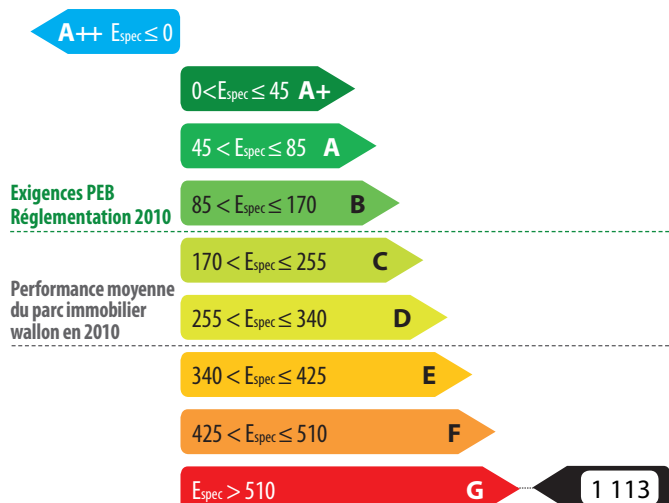 A++ Espec ≤ 0
0<Espec ≤ 45 A+
45 < Espec ≤ 85 A
Exigences PEB
Réglementation 2010
85 < Espec ≤ 170 B
170 < Espec ≤ 255 C
Performance moyenne
du parc immobilier
wallon en 2010
255 < Espec ≤ 340 D
340 < Espec ≤ 425 E
425 < Espec ≤ 510 F
Espec > 510 G
1 113